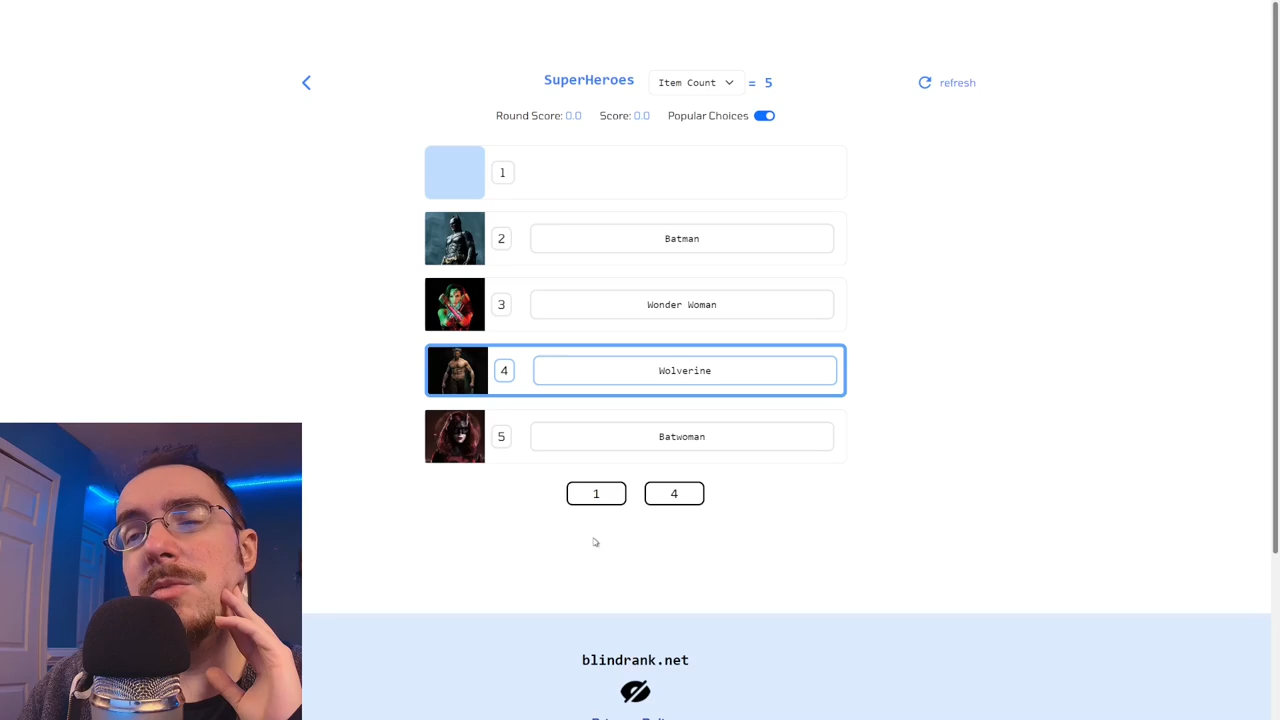 SuperHeroes Item Count = 5 refresh
Round Score: 0.0 Score: 0.0 Popular Choices
1
2 Batman
3 Wonder Woman
4 Wolverine
5 Batwoman
1 4
blindrank.net